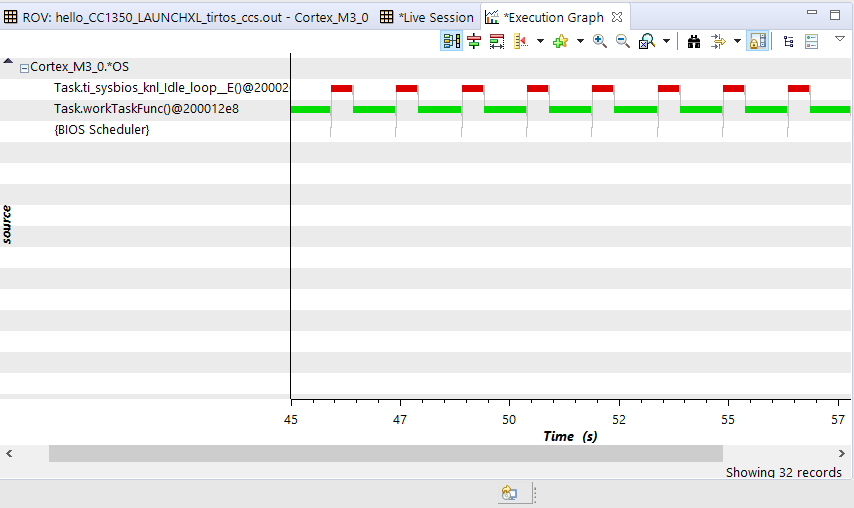 ROV: hello_CC1350_LAUNCHXL_tirtos_ccs.out - Cortex_M3_0 *Live Session *Execution Graph
Cortex_M3_0.*OS
Task.ti_sysbios_knl_Idle_loop__E()@20002
Task.workTaskFunc()@200012e8
{BIOS Scheduler}
source
45 47 50 52 55 57
Time (s)
Showing 32 records